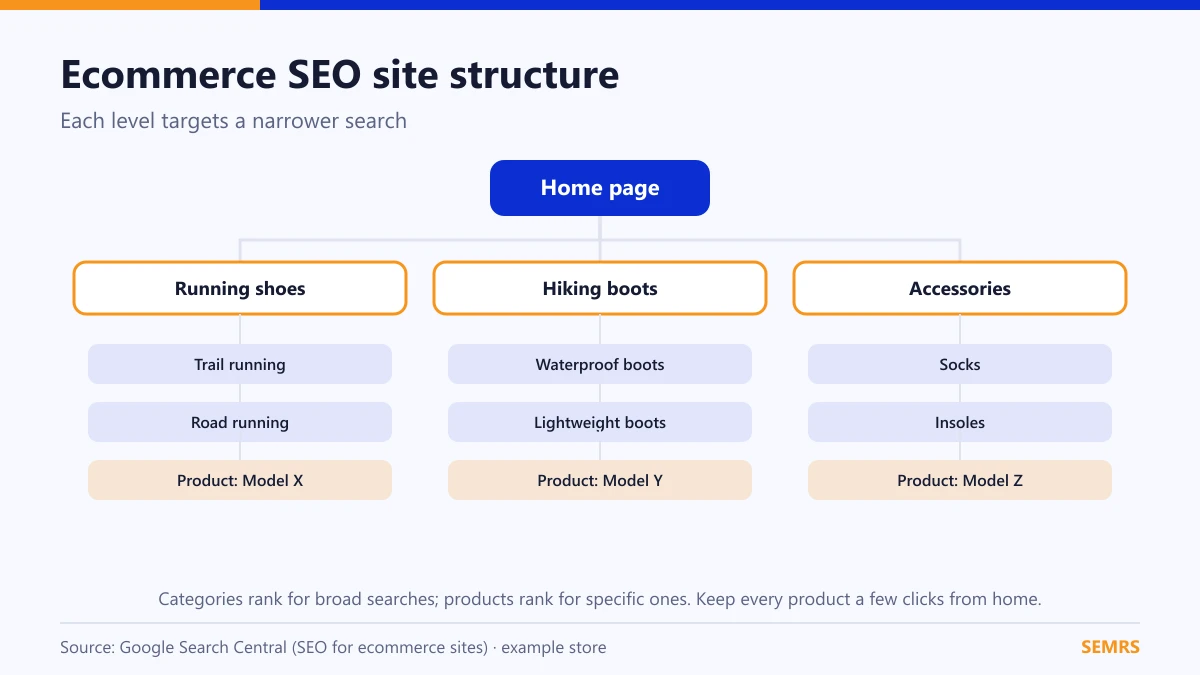 Ecommerce SEO site structure
Each level targets a narrower search
Home page
Running shoes
Hiking boots
Accessories
Trail running
Waterproof boots
Socks
Road running
Lightweight boots
Insoles
Product: Model X
Product: Model Y
Product: Model Z
Categories rank for broad searches; products rank for specific ones. Keep every product a few clicks from home.
Source: Google Search Central (SEO for ecommerce sites) · example store
SEMRS